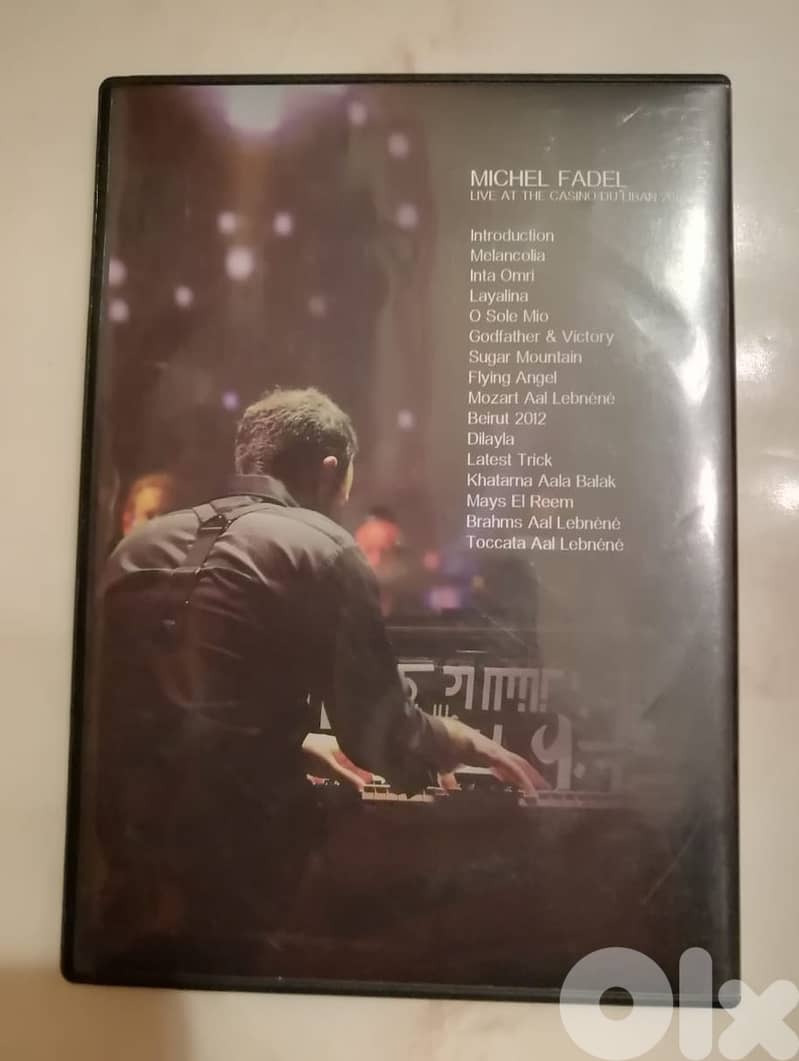 MICHEL FADEL
LIVE AT THE CASINO DU LIBAN
Introduction
Melancolia
Inta Omri
Layalina
O Sole Mio
Godfather & Victory
Sugar Mountain
Flying Angel
Mozart Aal Lebnéné
Beirut 2012
Dilayla
Latest Trick
Khatarna Aala Balak
Mays El Reem
Brahms Aal Lebnéné
Toccata Aal Lebnéné
olx